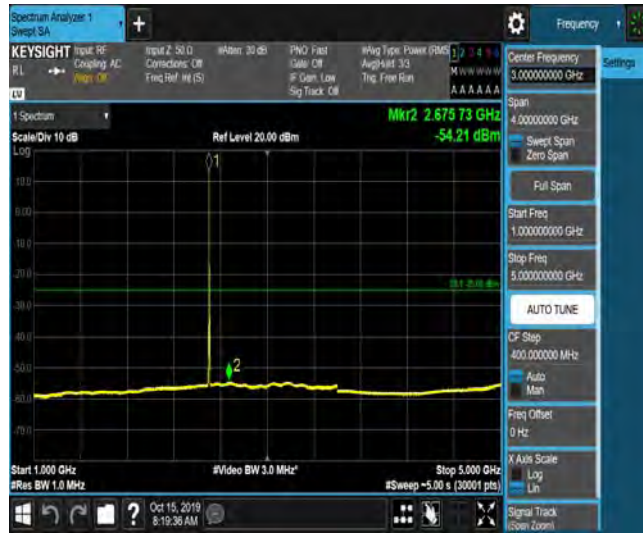 Spectrum Analyzer 1
Swept SA
+
Frequency
KEYSIGHT
RL
LV
Input: RF
Coupling: AC
Align: Off
Input Z: 50 Ω
Corrections: Off
Freq Ref: Int (S)
#Atten: 30 dB
PNO: Fast
Gate: Off
IF Gain: Low
Sig Track: Off
#Avg Type: Power (RMS)
Avg|Hold: 3/3
Trig: Free Run
1 2 3 4 5 6
M W W W W W
A A A A A A
1 Spectrum
Scale/Div 10 dB
Ref Level 20.00 dBm
Mkr2 2.675 73 GHz
-54.21 dBm
Log
1
10.0
0.00
-10.0
-20.0
DL1 -25.00 dBm
-30.0
-40.0
-50.0
2
-60.0
-70.0
Start 1.000 GHz
#Video BW 3.0 MHz*
Stop 5.000 GHz
#Res BW 1.0 MHz
#Sweep ~5.00 s (30001 pts)
?
Oct 15, 2019
8:19:36 AM
Center Frequency
3.000000000 GHz
Settings
Span
4.00000000 GHz
Swept Span
Zero Span
Full Span
Start Freq
1.000000000 GHz
Stop Freq
5.000000000 GHz
AUTO TUNE
CF Step
400.000000 MHz
Auto
Man
Freq Offset
0 Hz
X Axis Scale
Log
Lin
Signal Track
(Span Zoom)